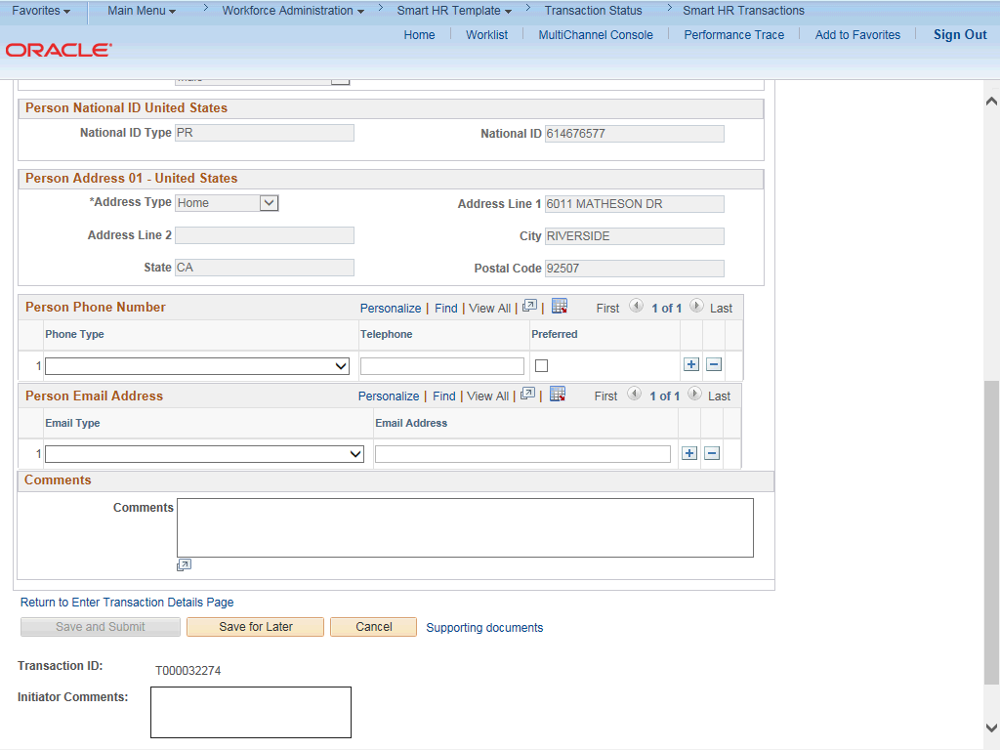 Favorites Main Menu > Workforce Administration > Smart HR Template > Transaction Status > Smart HR Transactions
Home Worklist MultiChannel Console Performance Trace Add to Favorites Sign Out
ORACLE
Person National ID United States
National ID Type PR National ID 614676577
Person Address 01 - United States
*Address Type Home Address Line 1 6011 MATHESON DR
Address Line 2 City RIVERSIDE
State CA Postal Code 92507
Person Phone Number Personalize | Find | View All | | First 1 of 1 Last
Phone Type Telephone Preferred
1
Person Email Address Personalize | Find | View All | | First 1 of 1 Last
Email Type Email Address
1
Comments
Comments
Return to Enter Transaction Details Page
Save and Submit Save for Later Cancel Supporting documents
Transaction ID: T000032274
Initiator Comments: